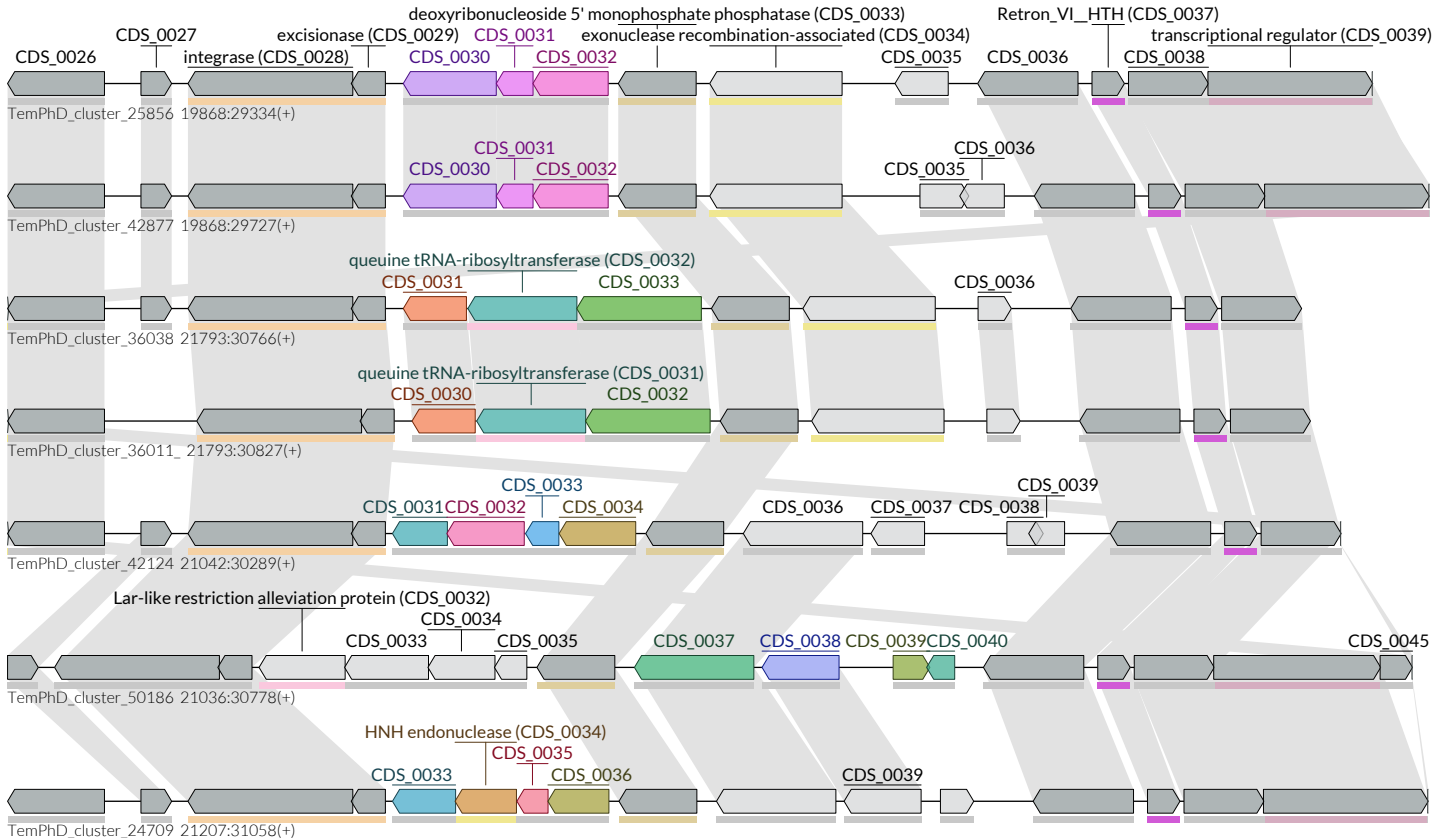 deoxyribonucleoside 5' monophosphate phosphatase (CDS_0033) Retron_VI__HTH (CDS_0037)
CDS_0027 excisionase (CDS_0029) CDS_0031 exonuclease recombination-associated (CDS_0034) transcriptional regulator (CDS_0039)
CDS_0026 integrase (CDS_0028) CDS_0030 CDS_0032 CDS_0035 CDS_0036 CDS_0038
TemPhD_cluster_25856 19868:29334(+)
CDS_0031 CDS_0036
CDS_0030 CDS_0032 CDS_0035
TemPhD_cluster_42877 19868:29727(+)
queuine tRNA-ribosyltransferase (CDS_0032)
CDS_0031 CDS_0033 CDS_0036
TemPhD_cluster_36038 21793:30766(+)
queuine tRNA-ribosyltransferase (CDS_0031)
CDS_0030 CDS_0032
TemPhD_cluster_36011_ 21793:30827(+)
CDS_0033 CDS_0039
CDS_0031 CDS_0032 CDS_0034 CDS_0036 CDS_0037 CDS_0038
TemPhD_cluster_42124 21042:30289(+)
Lar-like restriction alleviation protein (CDS_0032)
CDS_0034
CDS_0033 CDS_0035 CDS_0037 CDS_0038 CDS_0039 CDS_0040 CDS_0045
TemPhD_cluster_50186 21036:30778(+)
HNH endonuclease (CDS_0034)
CDS_0035
CDS_0033 CDS_0036 CDS_0039
TemPhD_cluster_24709 21207:31058(+)